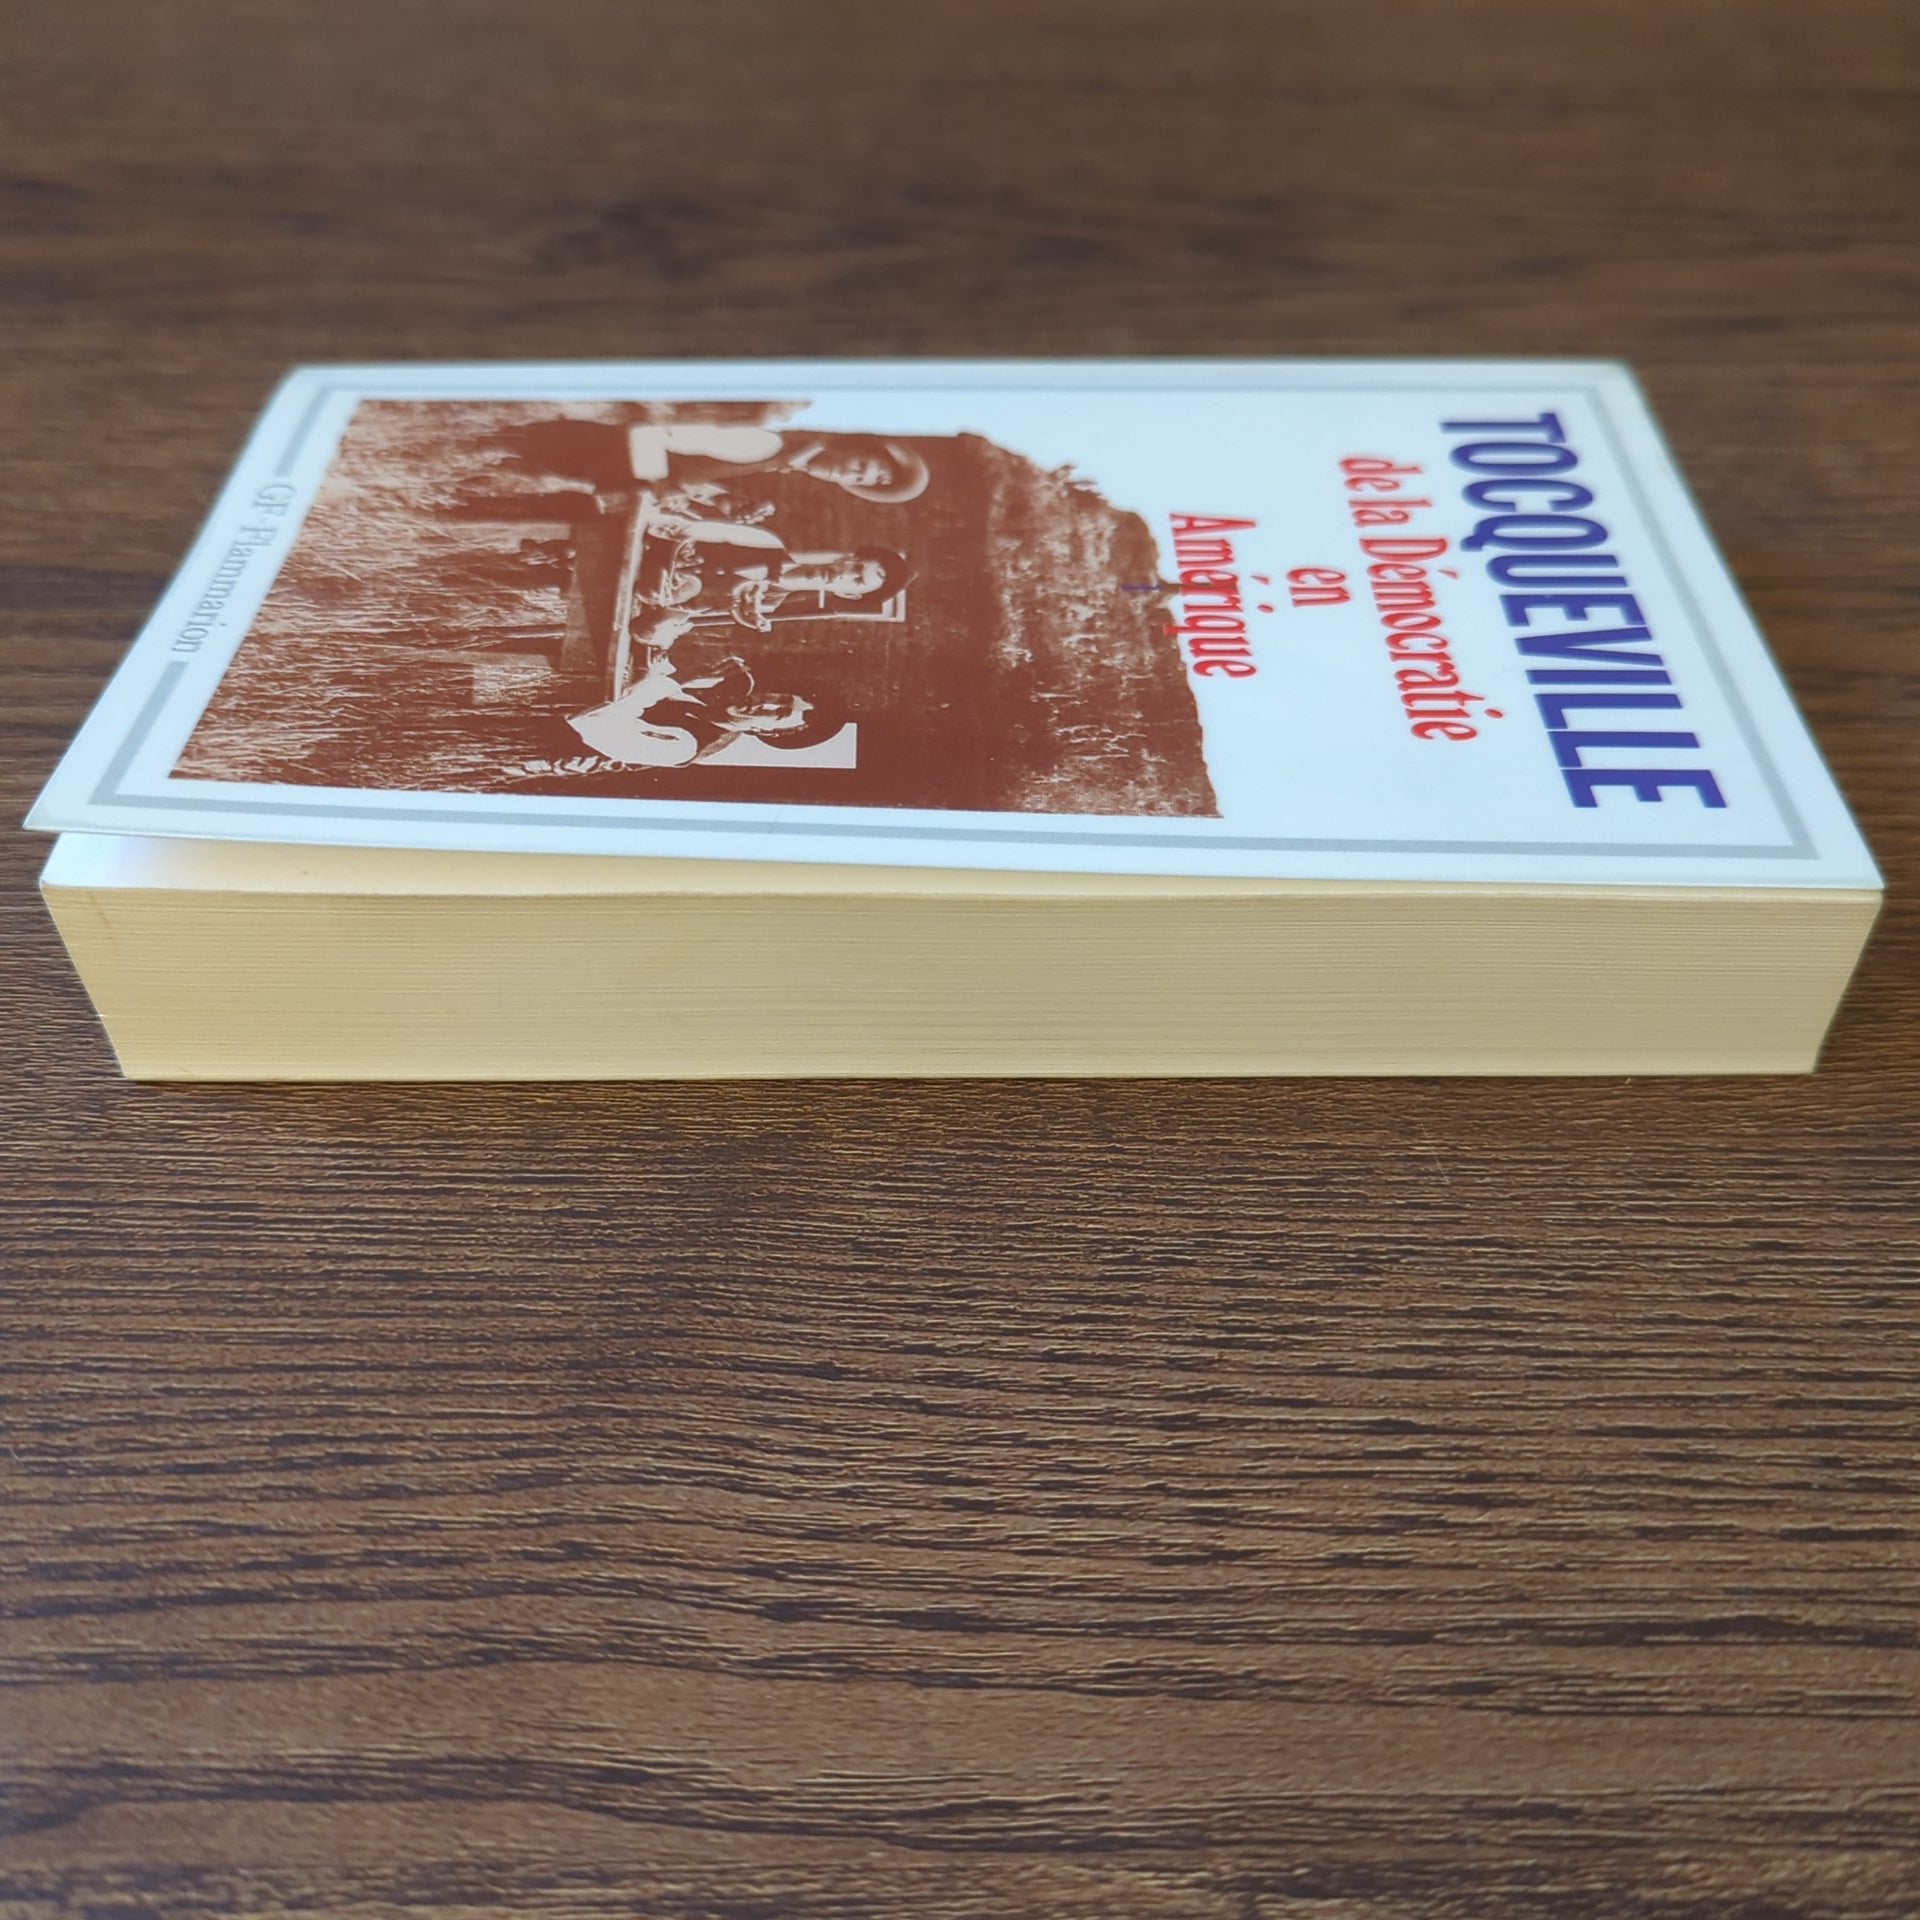 TOCQUEVILLE
de la Démocratie
en
Amérique
GF-Flammarion